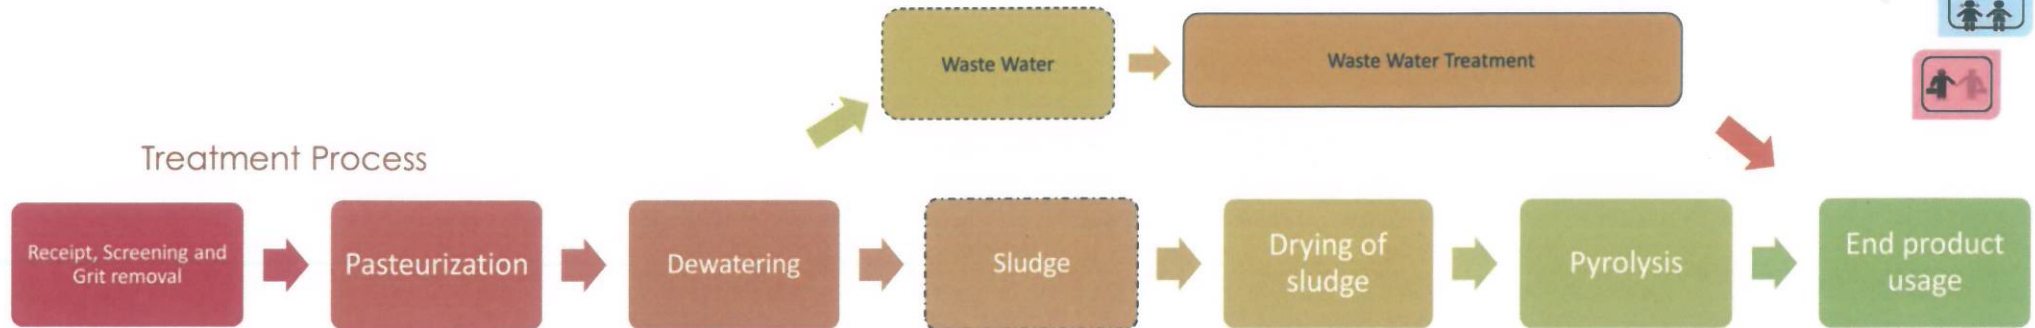 Waste Water
Waste Water Treatment
Treatment Process
Receipt, Screening and
Grit removal
Pasteurization
Dewatering
Sludge
Drying of
sludge
Pyrolysis
End product
usage